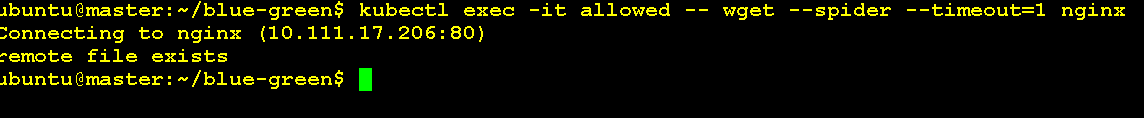 ubuntu@master:~/blue-green$ kubectl exec -it allowed -- wget --spider --timeout=1 nginx
Connecting to nginx (10.111.17.206:80)
remote file exists
ubuntu@master:~/blue-green$